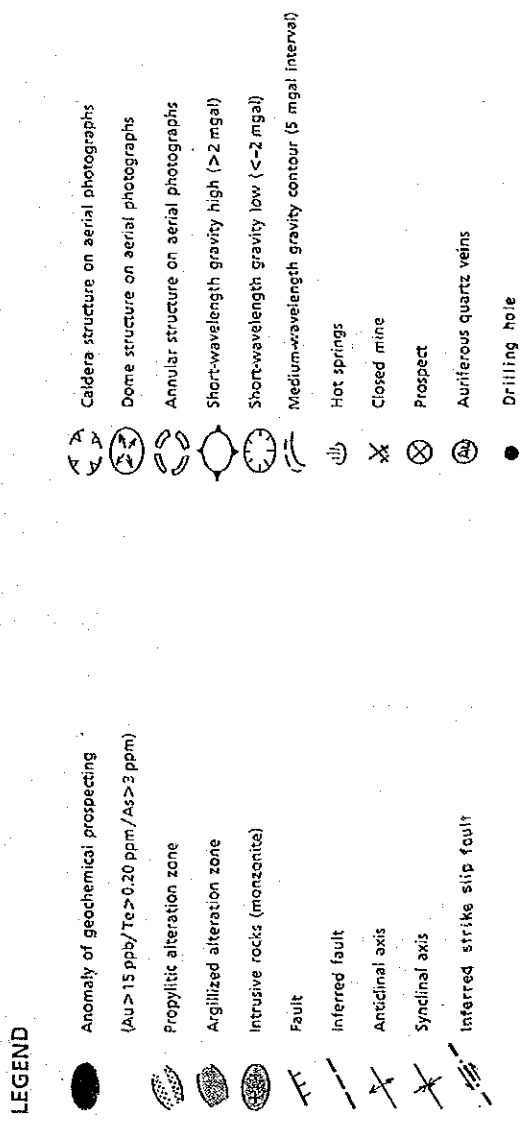 LEGEND
Anomaly of geochemical prospecting
(Au>15 ppb/Te>0.20 ppm/As>3 ppm)
Propylitic alteration zone
Argillized alteration zone
Intrusive rocks (monzonite)
Fault
Inferred fault
Anticlinal axis
Synclinal axis
Inferred strike slip fault
Caldera structure on aerial photographs
Dome structure on aerial photographs
Annular structure on aerial photographs
Short-wavelength gravity high (>2 mgal)
Short-wavelength gravity low (<-2 mgal)
Medium-wavelength gravity contour (5 mgal interval)
Hot springs
Closed mine
Prospect
Au
Auriferous quartz veins
Drilling hole